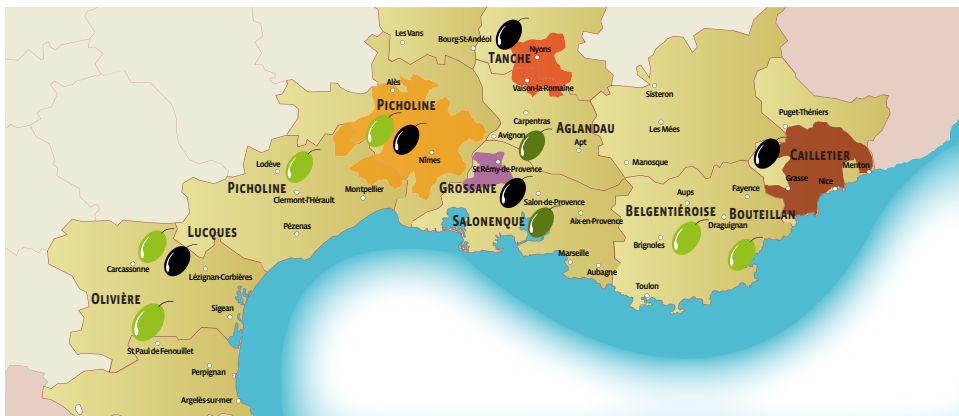 Les Vans
Bourg-St-Andéol
TANCHE
Nyons
Vaison-la-Romaine
Alès
PICHOLINE
Sisteron
Puget-Théniers
Carpentras
AGLANDAU
Avignon
Apt
Les Mées
CAILLETIER
Menton
Nîmes
Lodève
PICHOLINE
Clermont-l'Hérault
Montpellier
St Rémy-de-Provence
GROSSANE
Manosque
Grasse
Nice
Salon-de-Provence
SALONENQUE
Aix-en-Provence
Aups
Fayence
BELGENTIÉROISE
BOUTEILLAN
Draguignan
Brignoles
Pézenas
LUCQUES
Carcassonne
Lézignan-Corbières
Marseille
Aubagne
Toulon
OLIVIÈRE
Sigean
St Paul de Fenouillet
Perpignan
Argelès-sur-mer